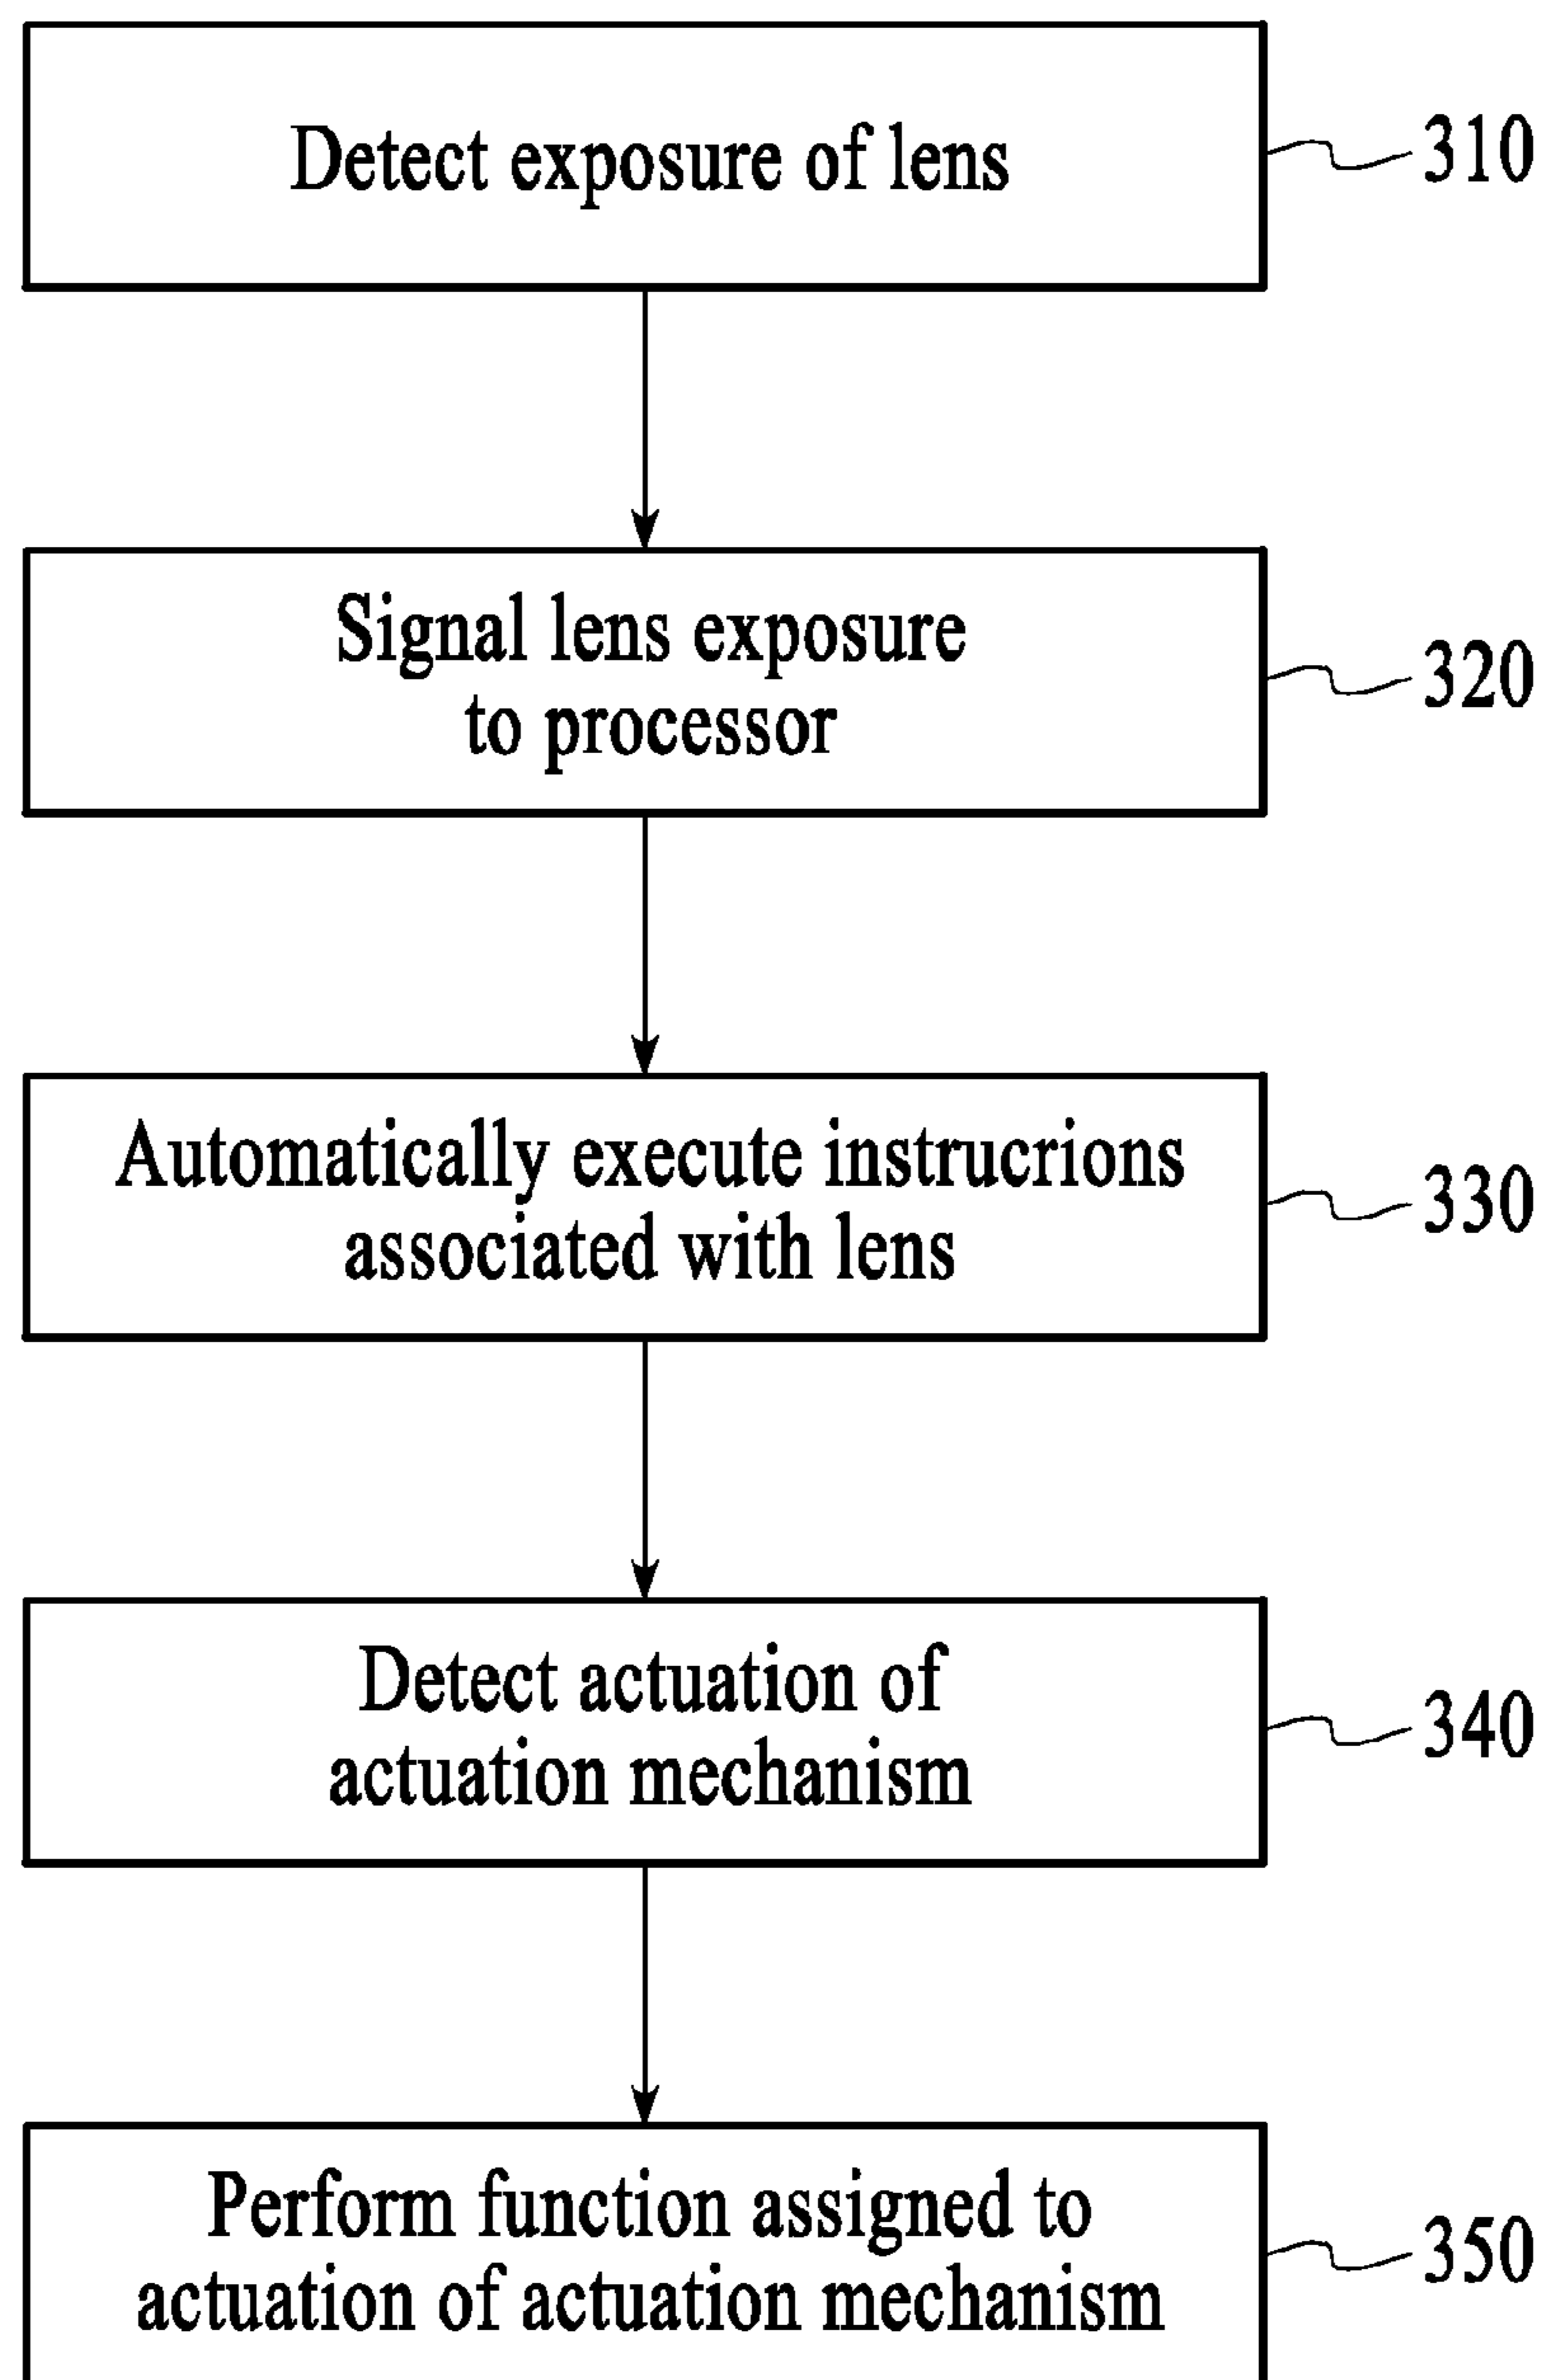 Detect exposure of lens
310
Signal lens exposure
to processor
320
Automatically execute instrucrions
associated with lens
330
Detect actuation of
actuation mechanism
340
Perform function assigned to
actuation of actuation mechanism
350